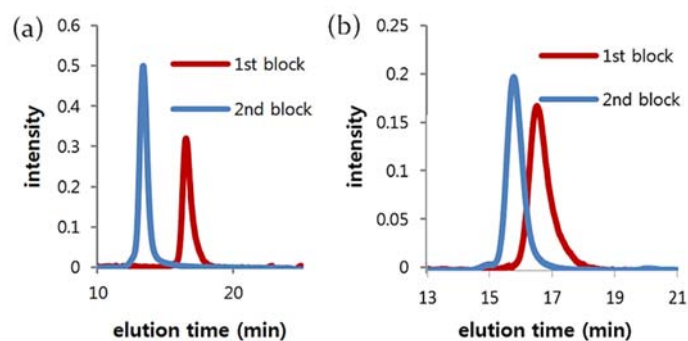 (a)
0.6
0.5
0.4
0.3
0.2
0.1
0
intensity
1st block
2nd block
10
20
elution time (min)
(b)
0.25
0.2
0.15
0.1
0.05
0
intensity
1st block
2nd block
13
15
17
19
21
elution time (min)